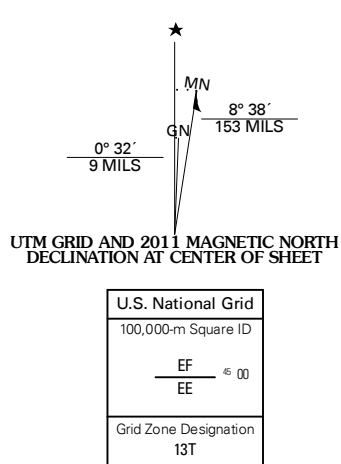 MN
8° 38´
153 MILS
GN
0° 32´
9 MILS
UTM GRID AND 2011 MAGNETIC NORTH
DECLINATION AT CENTER OF SHEET
U.S. National Grid
100,000-m Square ID
EF
45 00
EE
Grid Zone Designation
13T